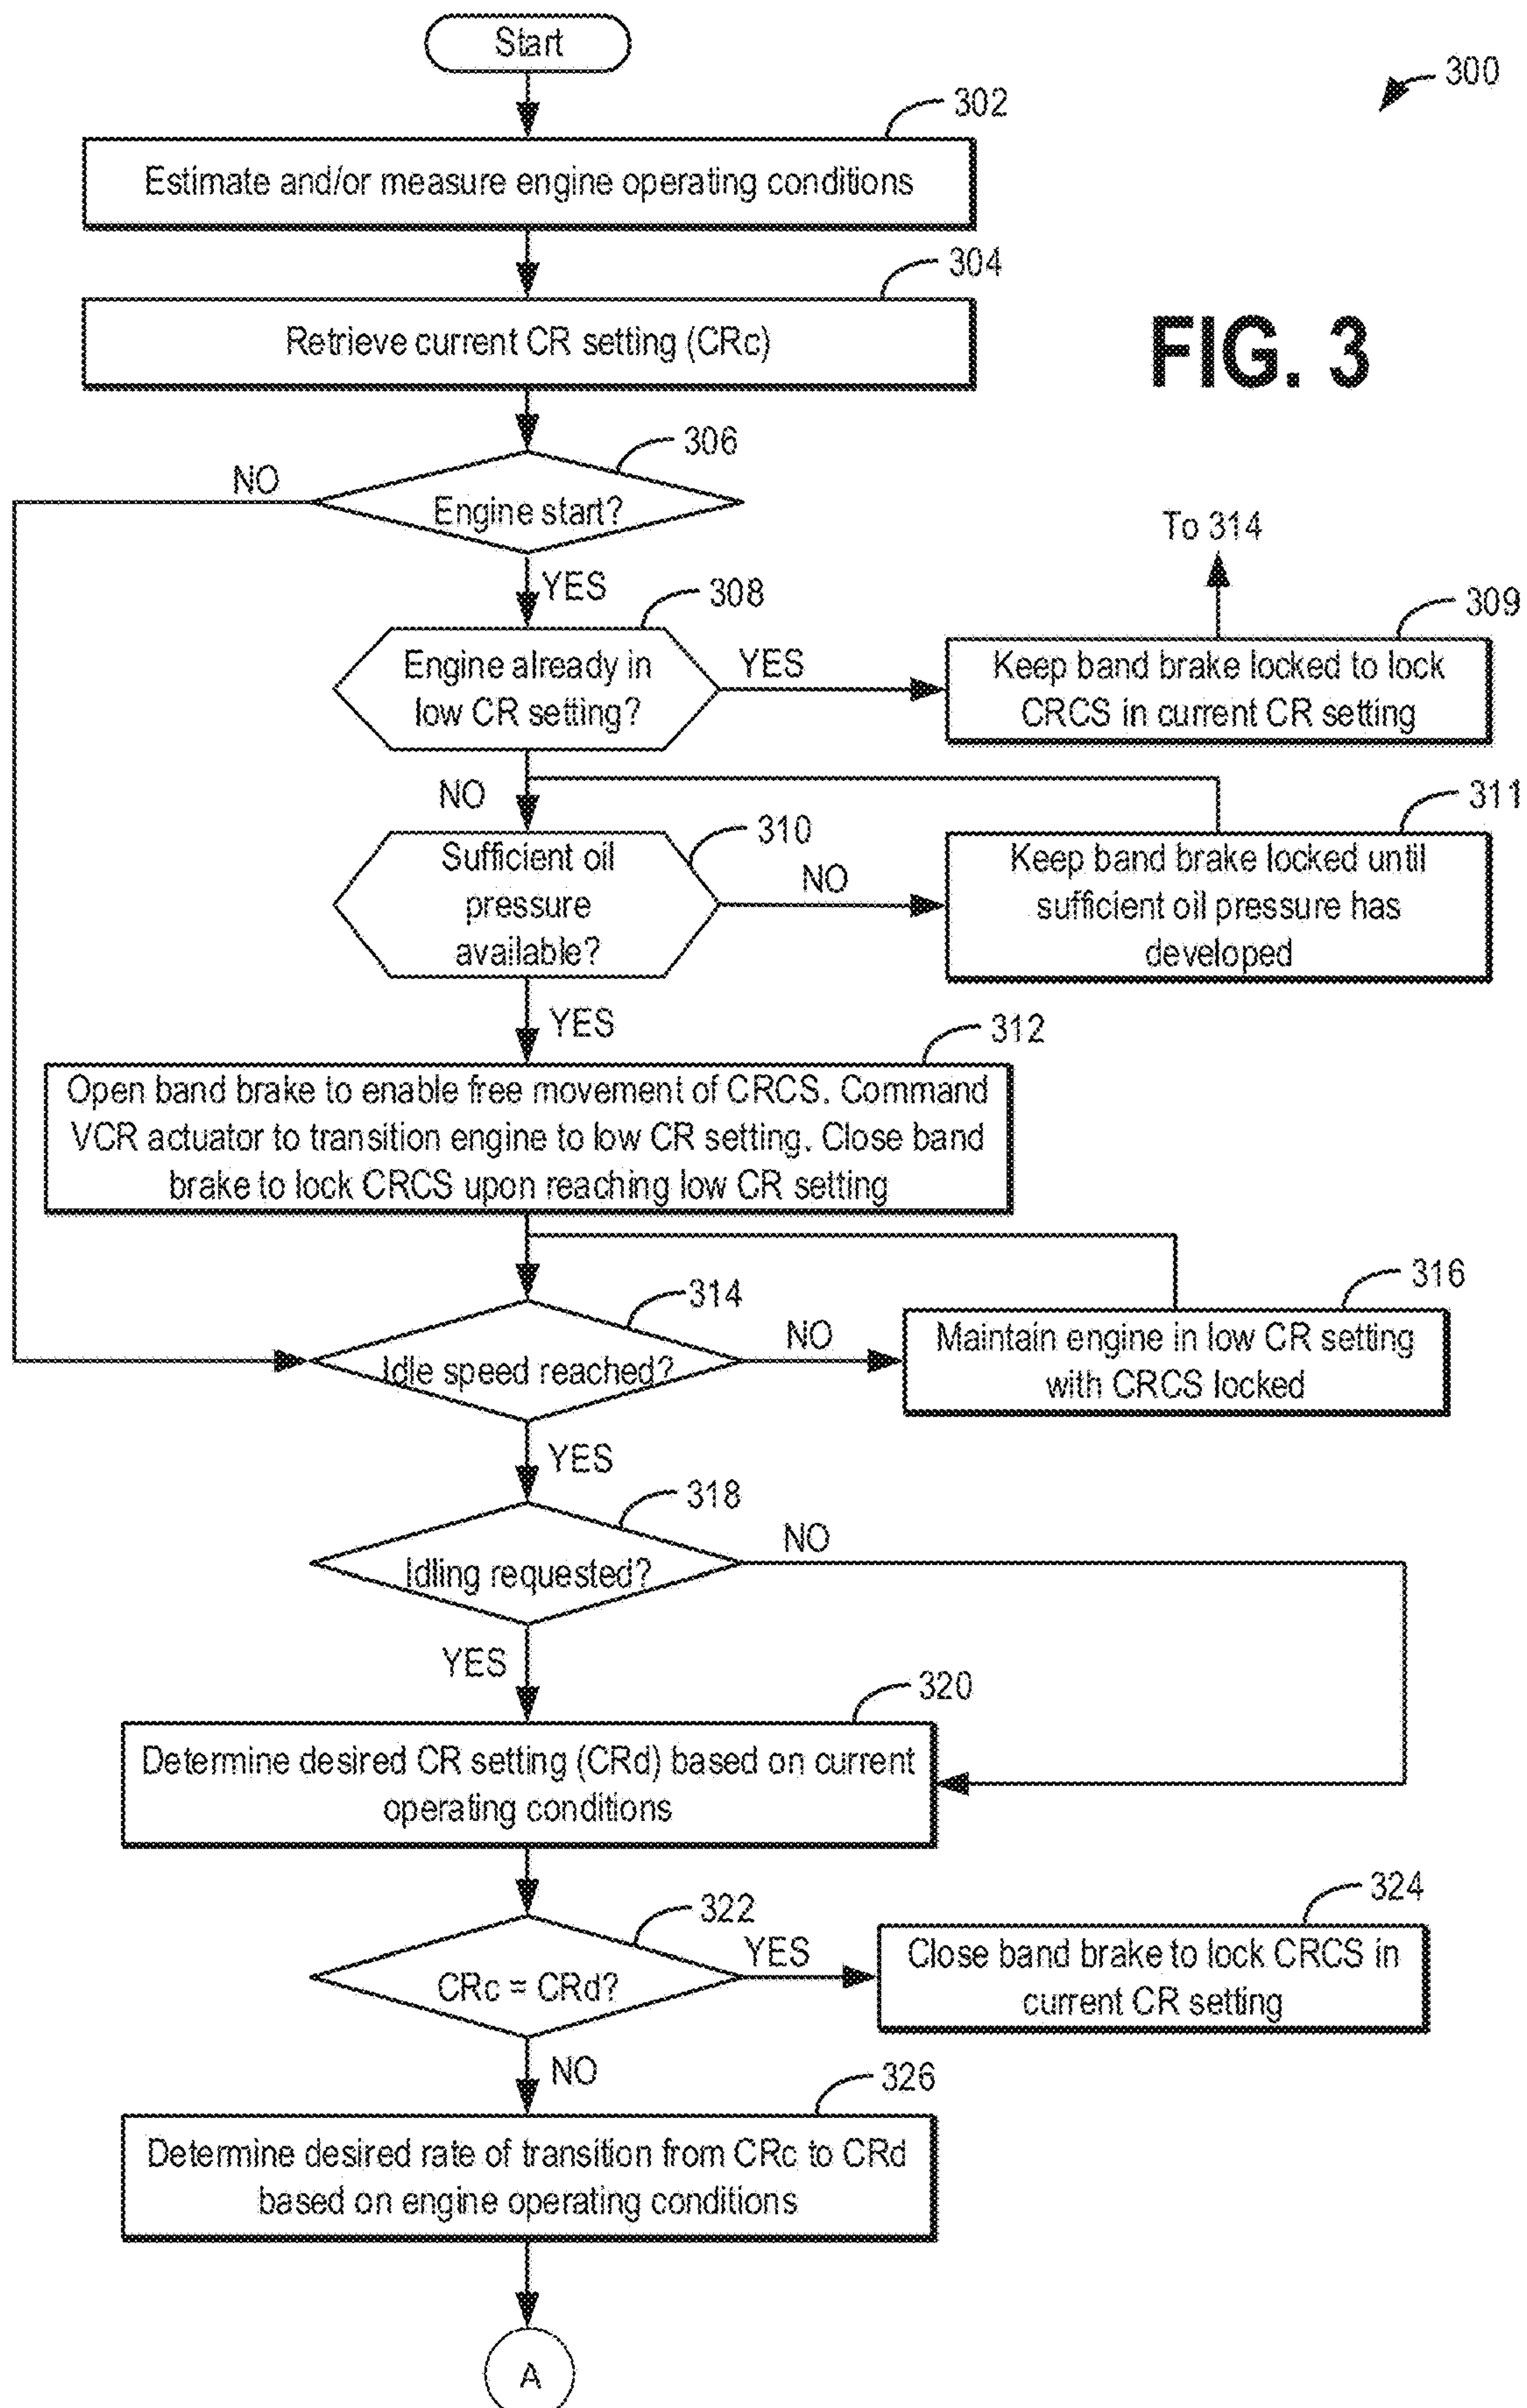 Start
300
302
Estimate and/or measure engine operating conditions
304
Retrieve current CR setting (CRc)
FIG. 3
306
NO
Engine start?
To 314
YES
308
309
Engine already in
low CR setting?
YES
Keep band brake locked to lock
CRCS in current CR setting
NO
310
311
Sufficient oil
pressure
available?
NO
Keep band brake locked until
sufficient oil pressure has
developed
YES
312
Open band brake to enable free movement of CRCS. Command
VCR actuator to transition engine to low CR setting. Close band
brake to lock CRCS upon reaching low CR setting
314
316
Idle speed reached?
NO
Maintain engine in low CR setting
with CRCS locked
YES
318
NO
Idling requested?
YES
320
Determine desired CR setting (CRd) based on current
operating conditions
322
324
CRc = CRd?
YES
Close band brake to lock CRCS in
current CR setting
NO
326
Determine desired rate of transition from CRc to CRd
based on engine operating conditions
A